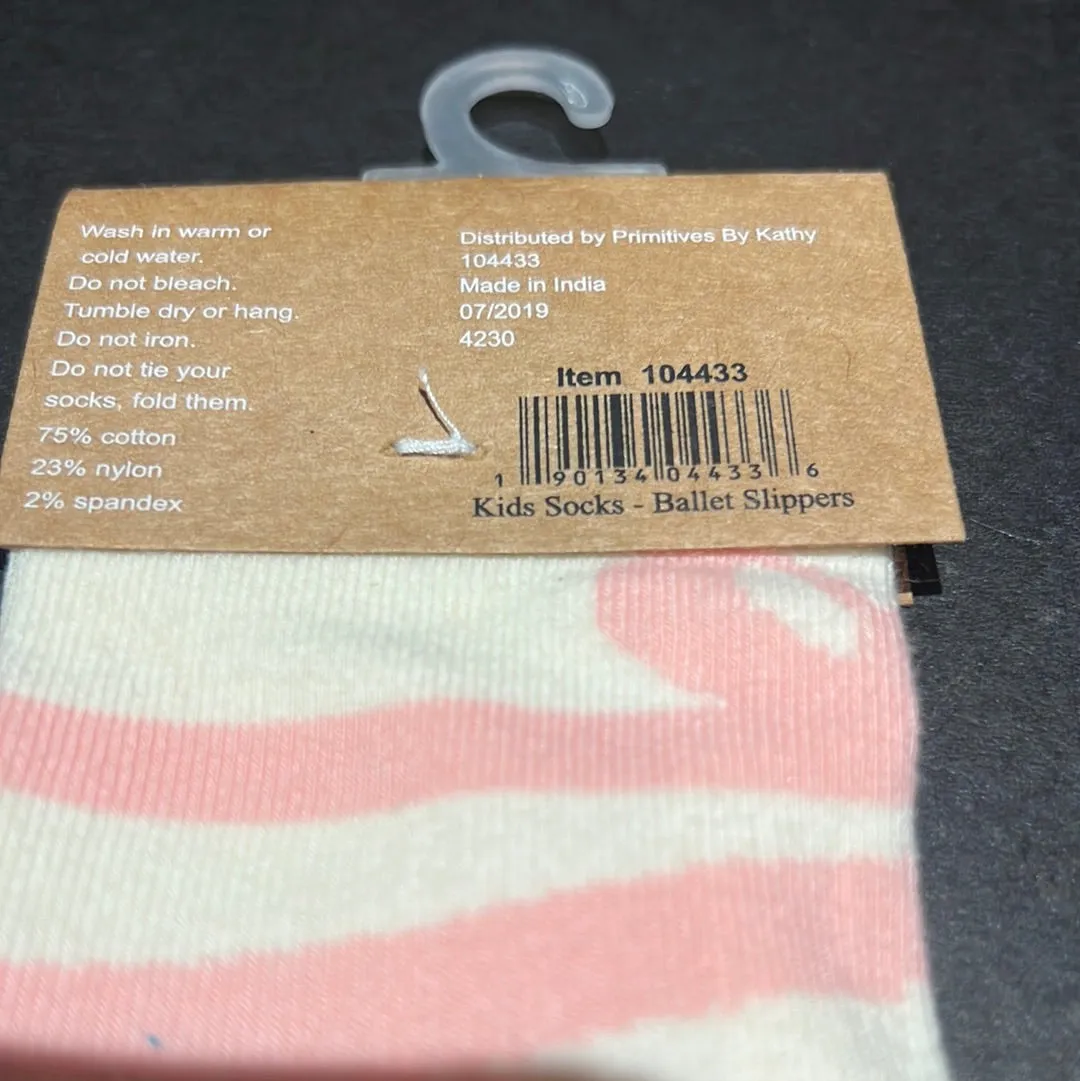 Wash in warm or
cold water.
Do not bleach.
Tumble dry or hang.
Do not iron.
Do not tie your
socks, fold them.
75% cotton
23% nylon
2% spandex
Distributed by Primitives By Kathy
104433
Made in India
07/2019
4230
Item 104433
1 90134 04433 6
Kids Socks - Ballet Slippers